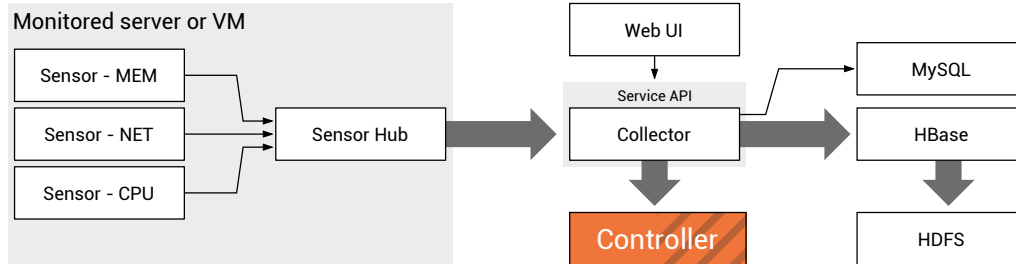 Monitored server or VM
Sensor - MEM
Sensor - NET
Sensor - CPU
Sensor Hub
Web UI
Service API
Collector
Controller
MySQL
HBase
HDFS